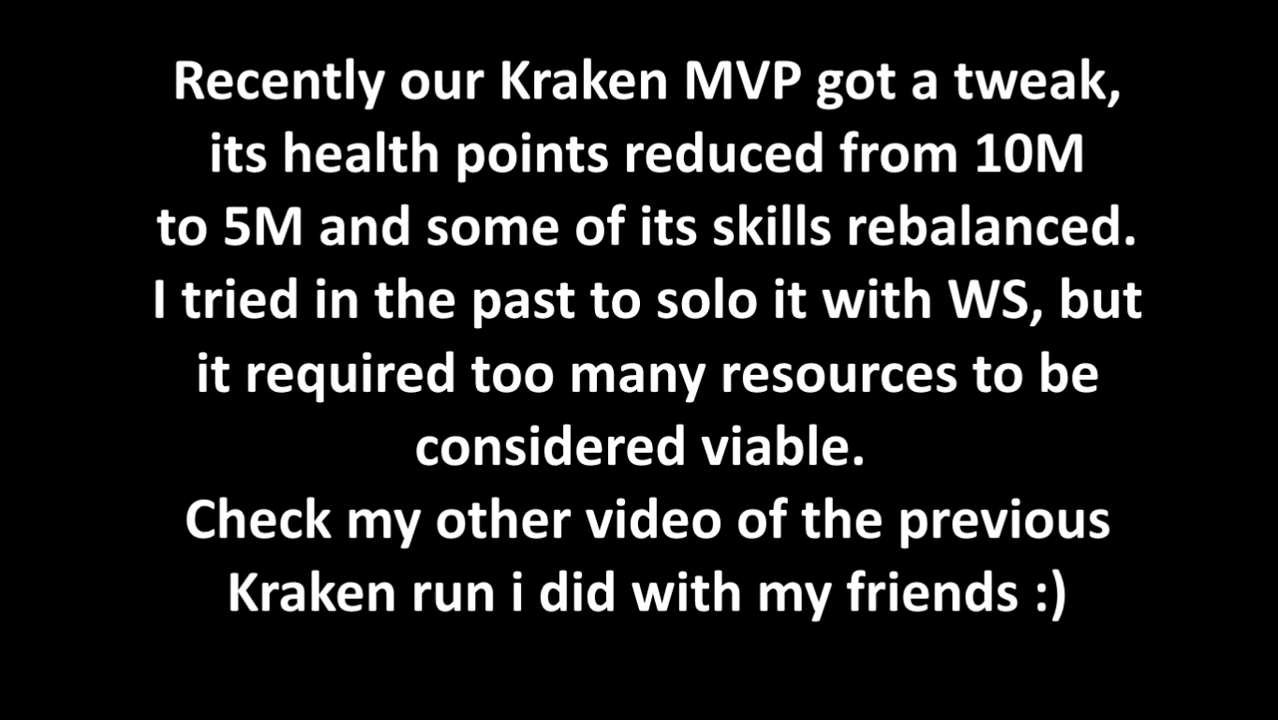 Recently our Kraken MVP got a tweak,
its health points reduced from 10M
to 5M and some of its skills rebalanced.
I tried in the past to solo it with WS, but
it required too many resources to be
considered viable.
Check my other video of the previous
Kraken run i did with my friends :)